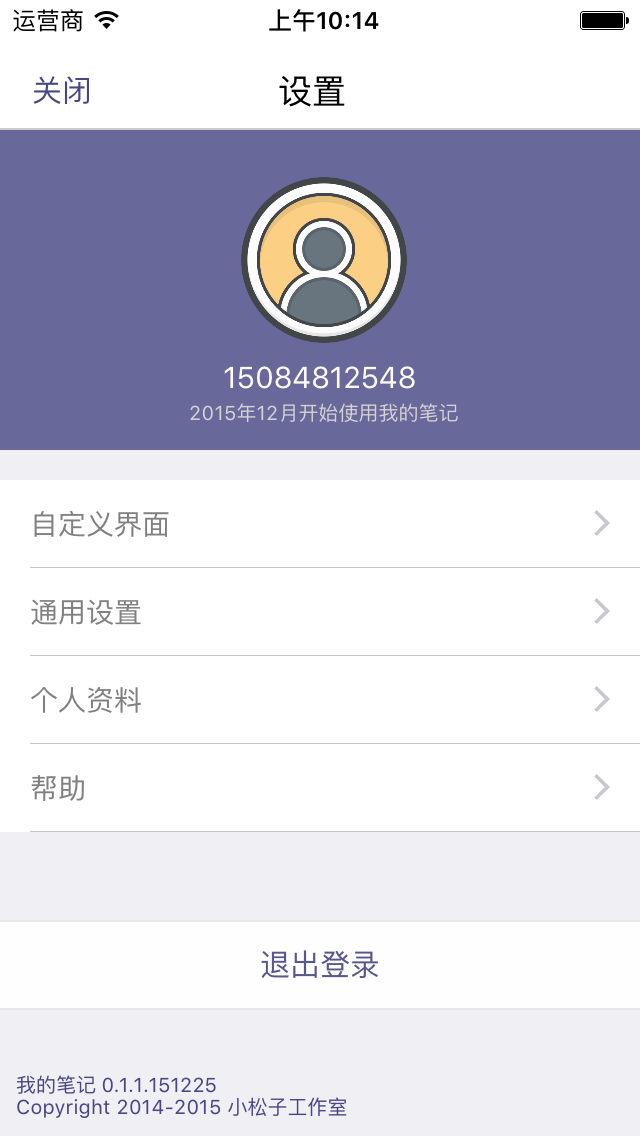 运营商 上午10:14
关闭 设置
15084812548
2015年12月开始使用我的笔记
自定义界面
通用设置
个人资料
帮助
退出登录
我的笔记 0.1.1.151225
Copyright 2014-2015 小松子工作室